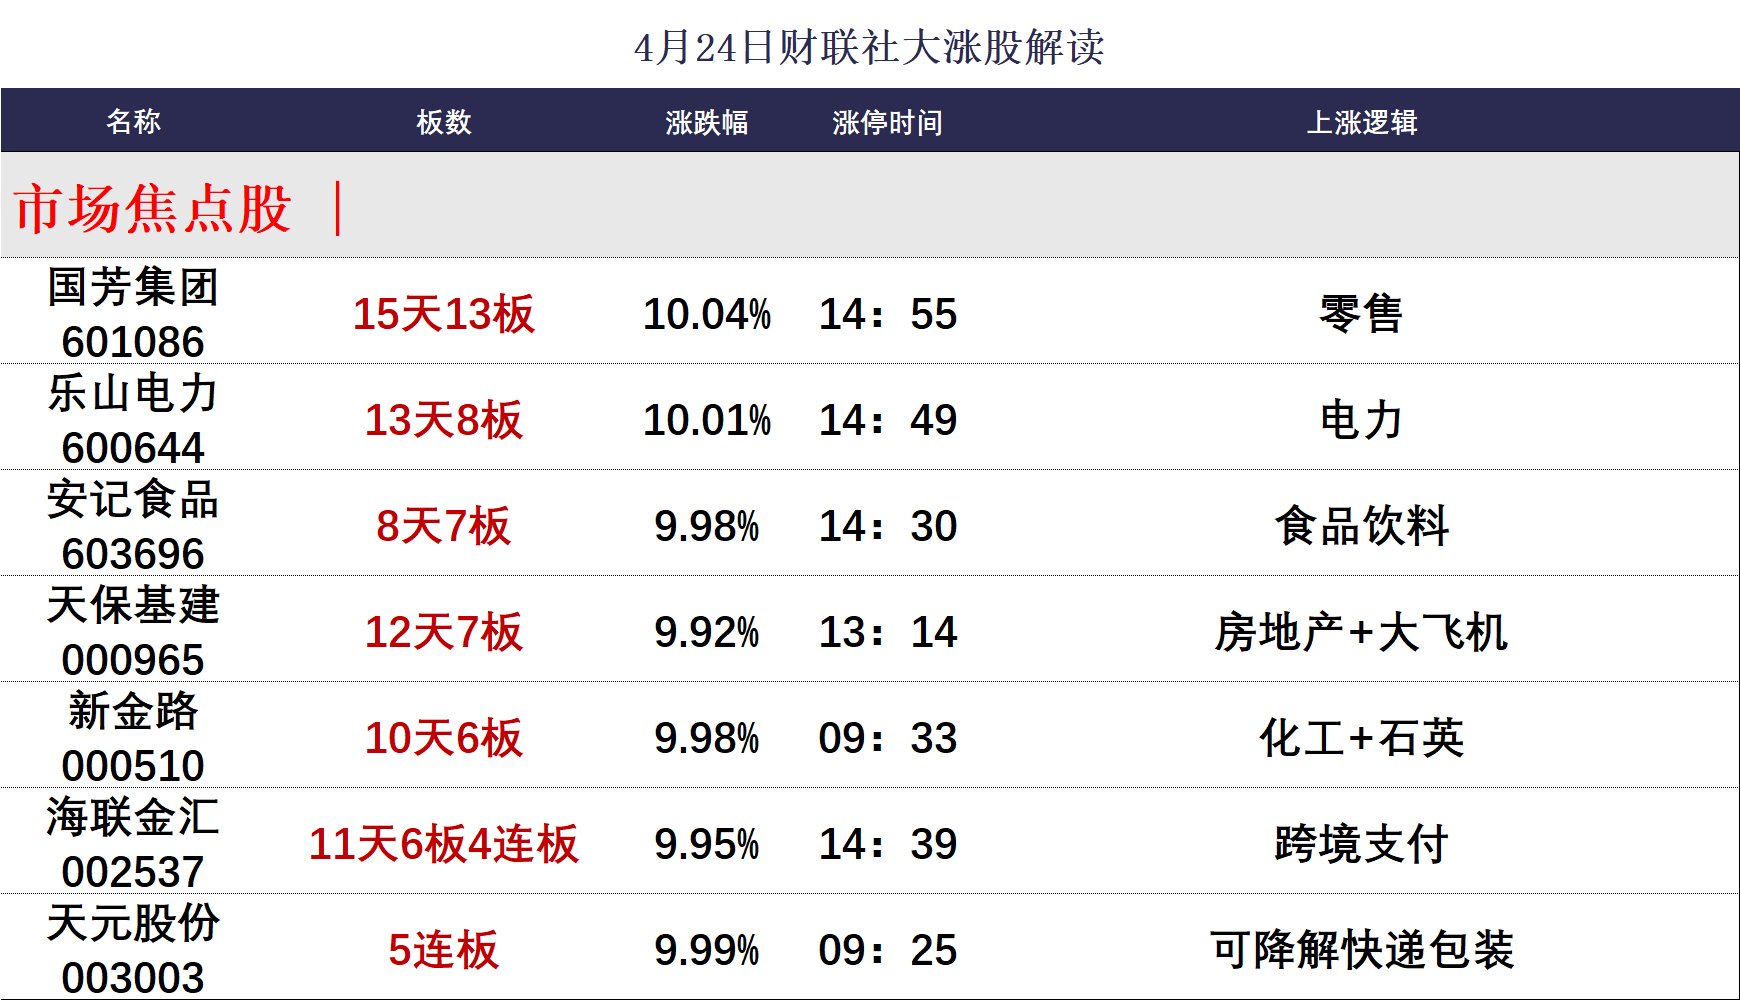 4月24日财联社大涨股解读
名称 板数 涨跌幅 涨停时间 上涨逻辑
市场焦点股 |
国芳集团
601086 15天13板 10.04% 14：55 零售
乐山电力
600644 13天8板 10.01% 14：49 电力
安记食品
603696 8天7板 9.98% 14：30 食品饮料
天保基建
000965 12天7板 9.92% 13：14 房地产+大飞机
新金路
000510 10天6板 9.98% 09：33 化工+石英
海联金汇
002537 11天6板4连板 9.95% 14：39 跨境支付
天元股份
003003 5连板 9.99% 09：25 可降解快递包装